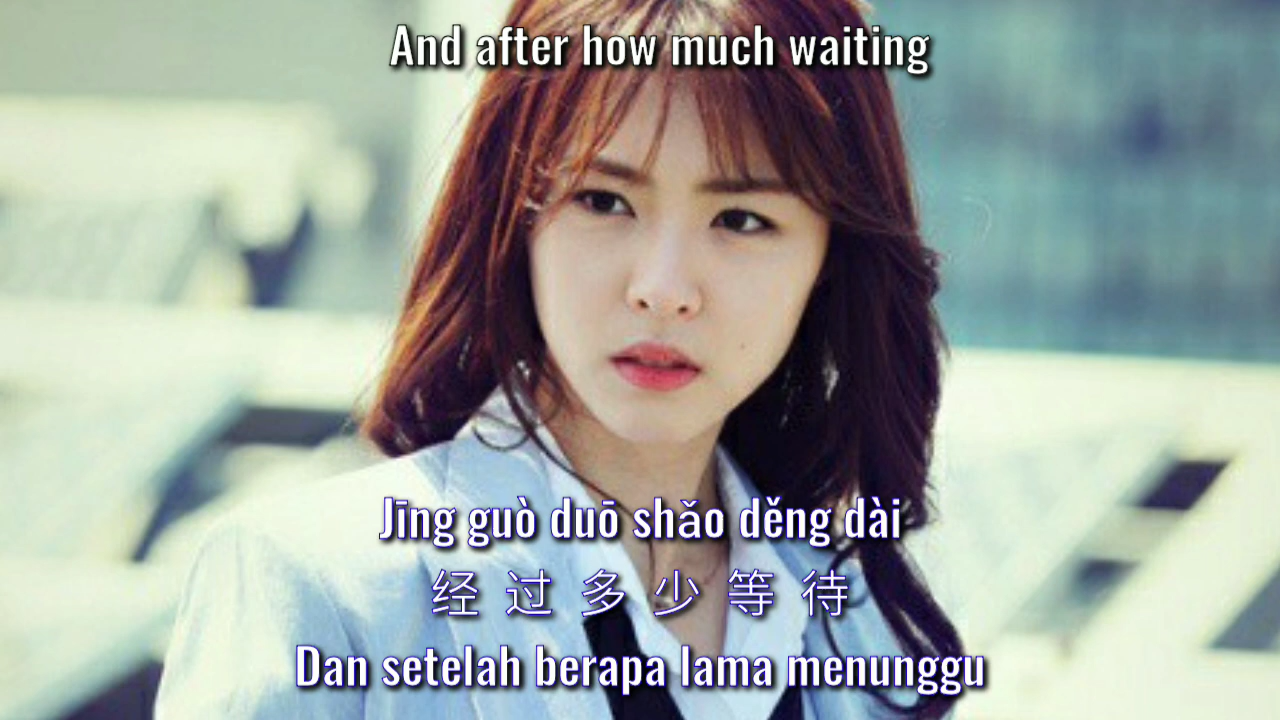 And after how much waiting
Jīng guò duō shǎo děng dài
经过多少等待
Dan setelah berapa lama menunggu